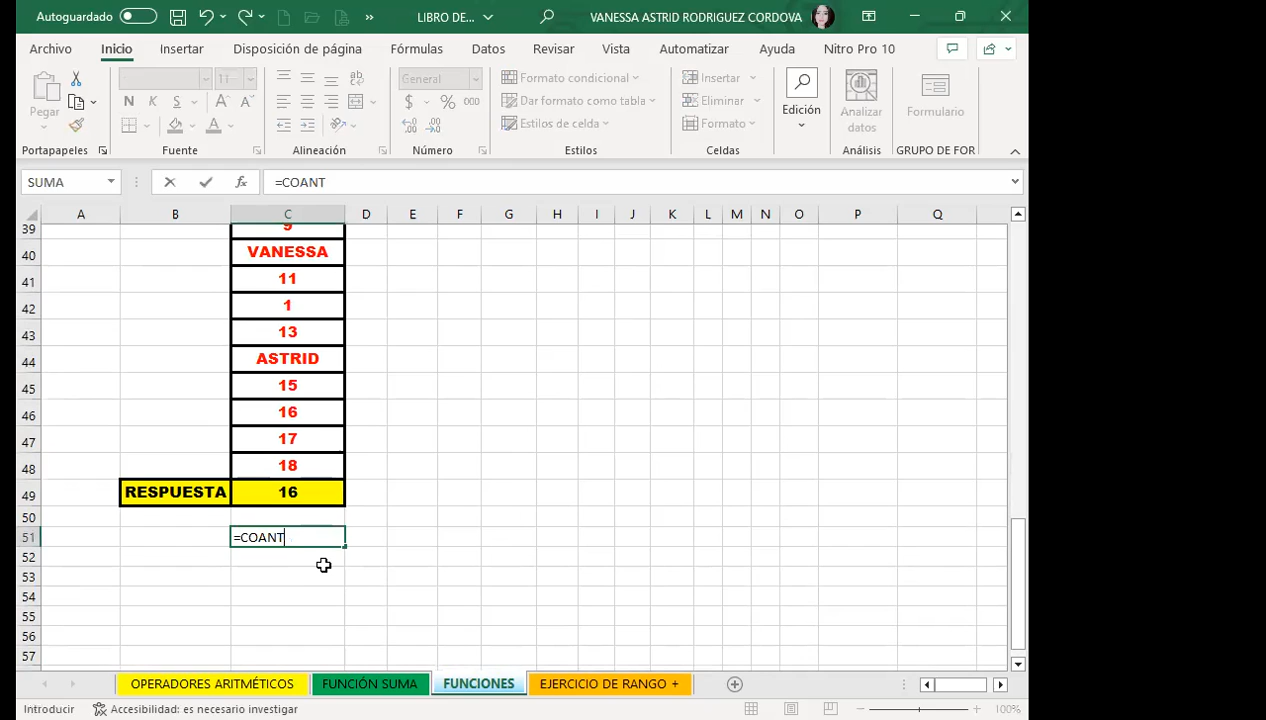 Autoguardado LIBRO DE... VANESSA ASTRID RODRIGUEZ CORDOVA
Archivo Inicio Insertar Disposición de página Fórmulas Datos Revisar Vista Automatizar Ayuda Nitro Pro 10
Pegar
11
N K S
General
$ % 000
Formato condicional
Dar formato como tabla
Estilos de celda
Insertar
Eliminar
Formato
Edición
Analizar
datos
Formulario
Portapapeles Fuente Alineación Número Estilos Celdas Análisis GRUPO DE FOR
SUMA fx =COANT
A B C D E F G H I J K L M N O P Q
39 9
40 VANESSA
41 11
42 1
43 13
44 ASTRID
45 15
46 16
47 17
48 18
49 RESPUESTA 16
50
51 =COANT
52
53
54
55
56
57
OPERADORES ARITMÉTICOS FUNCIÓN SUMA FUNCIONES EJERCICIO DE RANGO +
Introducir Accesibilidad: es necesario investigar 100%